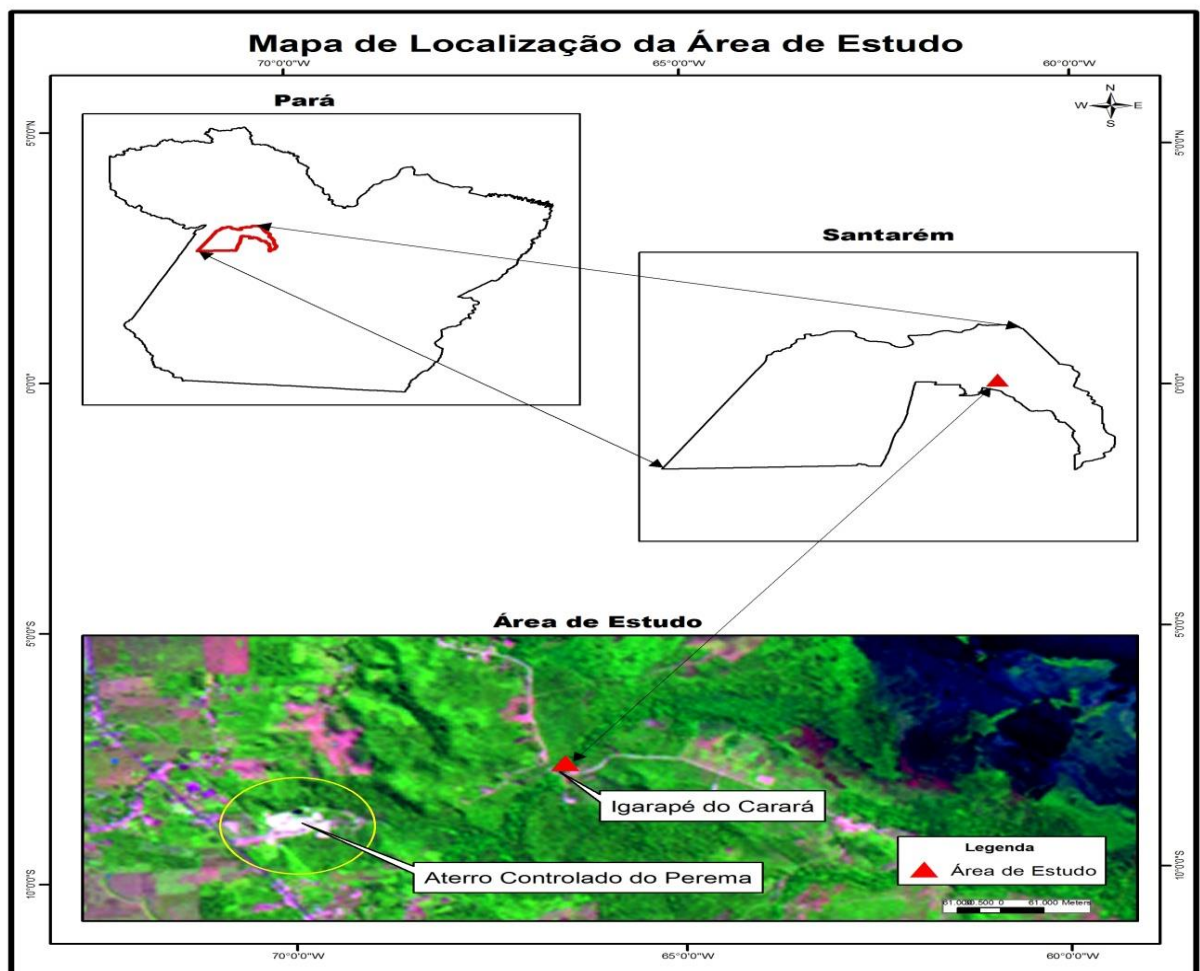 Mapa de Localização da Área de Estudo
70°0'0"W 65°0'0"W 60°0'0"W
Pará
N
W E
S
5°0'0"N 5°0'0"N
Santarém
0°0'0" 0°0'0"
Área de Estudo
5°0'0"S 5°0'0"S
Igarapé do Carará
Legenda
Área de Estudo
Aterro Controlado do Perema
10°0'0"S 10°0'0"S
0 61.000 Meters
70°0'0"W 65°0'0"W 60°0'0"W